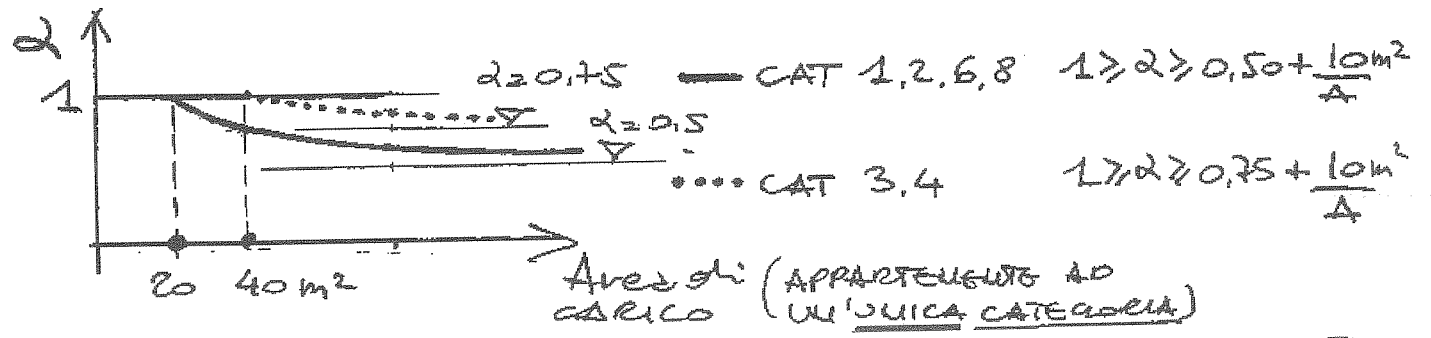 α
1
α=0,75
CAT 1,2,6,8 1⩾α⩾0,50+10m²/A
α=0,5
CAT 3,4 1⩾α⩾0,75+10m²/A
20 40 m²
Area di CARICO (APPARTENENTE AD UN'UNICA CATEGORIA)